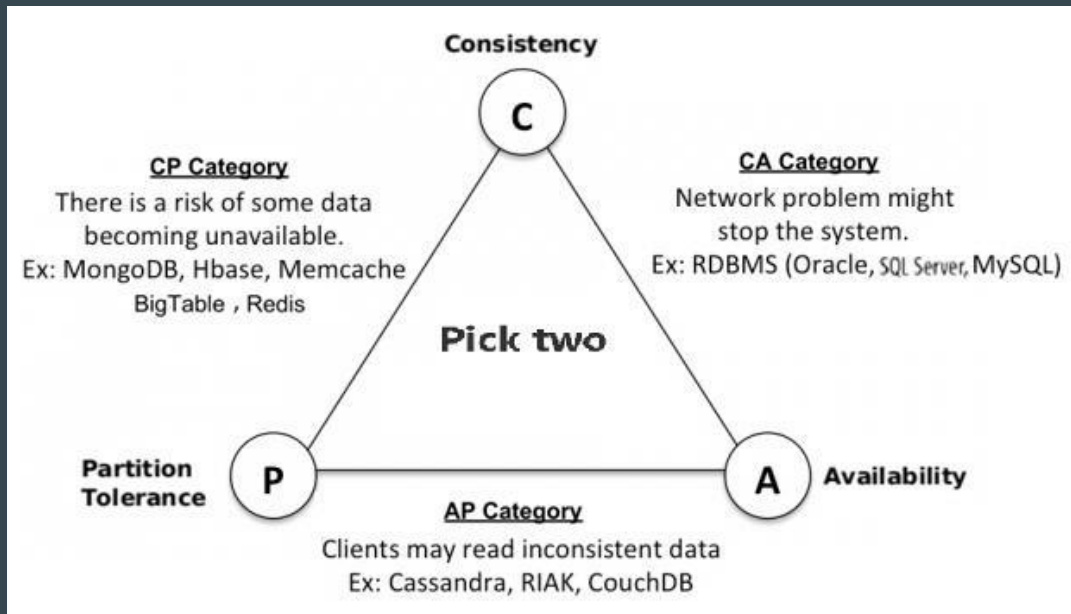 Consistency
C
CP Category
There is a risk of some data
becoming unavailable.
Ex: MongoDB, Hbase, Memcache
BigTable , Redis
CA Category
Network problem might
stop the system.
Ex: RDBMS (Oracle, SQL Server, MySQL)
Pick two
Partition
Tolerance
P
A
Availability
AP Category
Clients may read inconsistent data
Ex: Cassandra, RIAK, CouchDB